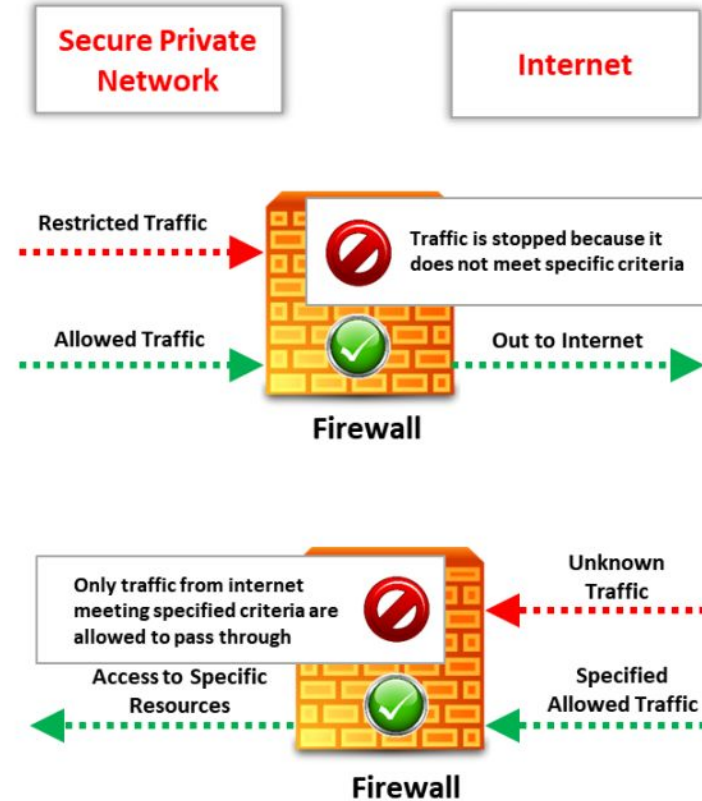 Secure Private
Network
Internet
Restricted Traffic
Traffic is stopped because it
does not meet specific criteria
Allowed Traffic
Out to Internet
Firewall
Only traffic from internet
meeting specified criteria are
allowed to pass through
Unknown
Traffic
Access to Specific
Resources
Specified
Allowed Traffic
Firewall